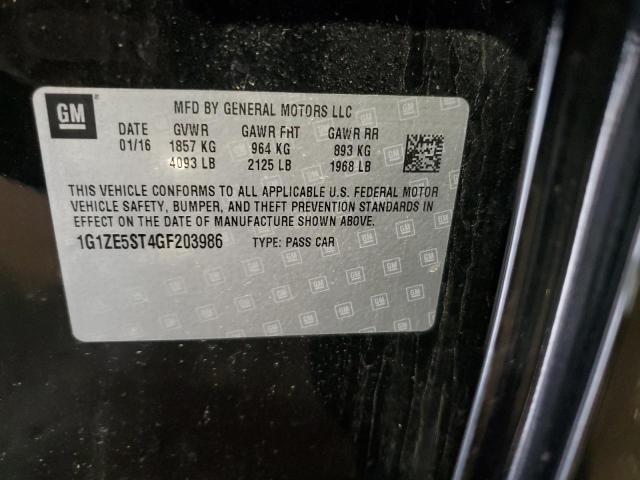 GM
MFD BY GENERAL MOTORS LLC
DATE GVWR GAWR FRT GAWR RR
01/16 1857 KG 964 KG 893 KG
4093 LB 2125 LB 1968 LB
THIS VEHICLE CONFORMS TO ALL APPLICABLE U.S. FEDERAL MOTOR
VEHICLE SAFETY, BUMPER, AND THEFT PREVENTION STANDARDS IN
EFFECT ON THE DATE OF MANUFACTURE SHOWN ABOVE.
1G1ZE5ST4GF203986 TYPE: PASS CAR